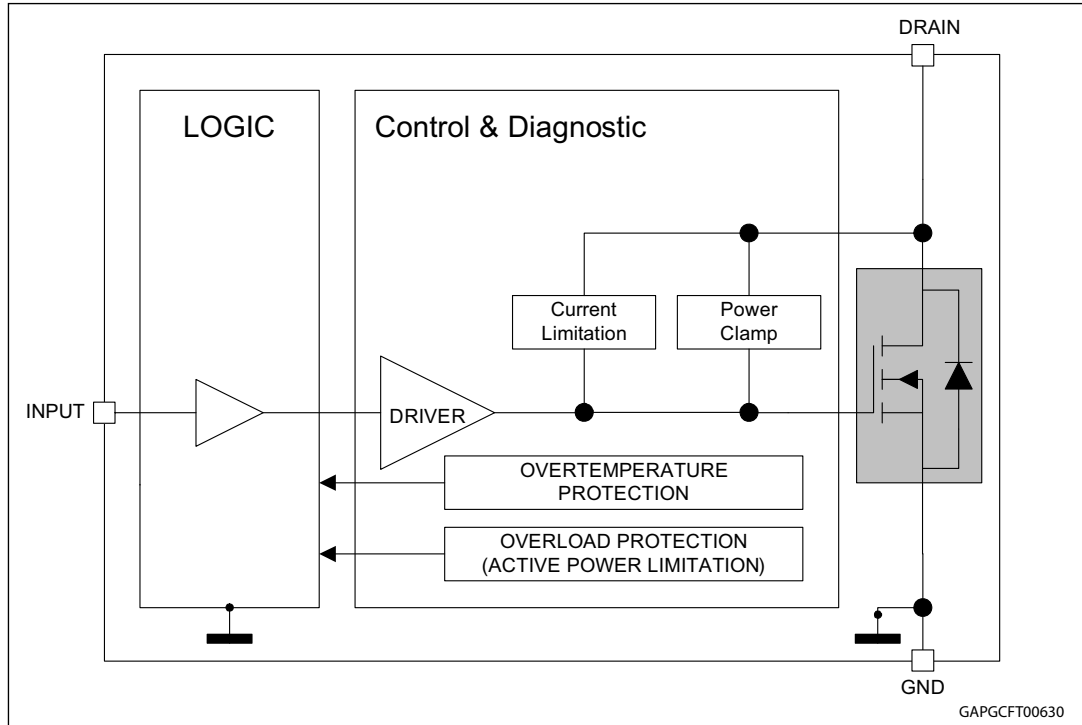 DRAIN
LOGIC
Control & Diagnostic
Current
Limitation
Power
Clamp
INPUT
DRIVER
OVERTEMPERATURE
PROTECTION
OVERLOAD PROTECTION
(ACTIVE POWER LIMITATION)
GND
GAPGCFT00630